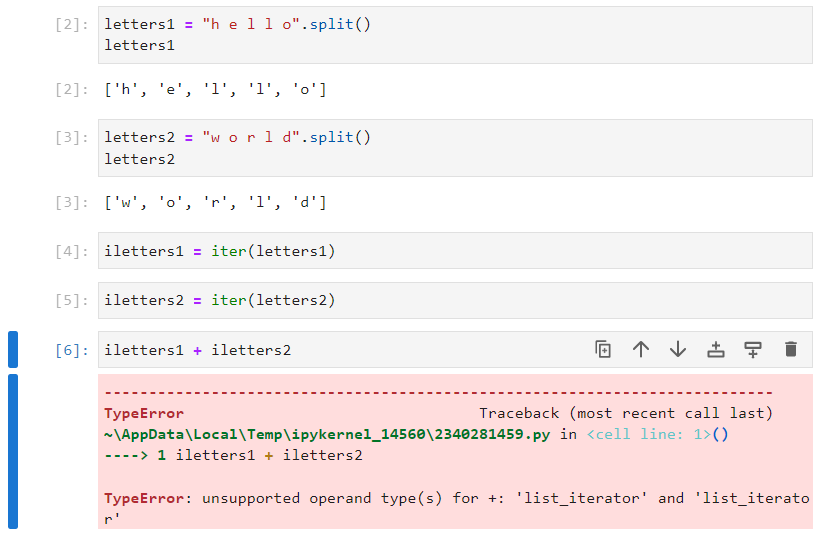 [2]: letters1 = "h e l l o".split()
letters1
[2]: ['h', 'e', 'l', 'l', 'o']
[3]: letters2 = "w o r l d".split()
letters2
[3]: ['w', 'o', 'r', 'l', 'd']
[4]: iletters1 = iter(letters1)
[5]: iletters2 = iter(letters2)
[6]: iletters1 + iletters2
---------------------------------------------------------------------------
TypeError                                 Traceback (most recent call last)
~\AppData\Local\Temp\ipykernel_14560\2340281459.py in <cell line: 1>()
----> 1 iletters1 + iletters2
TypeError: unsupported operand type(s) for +: 'list_iterator' and 'list_iterato
r'